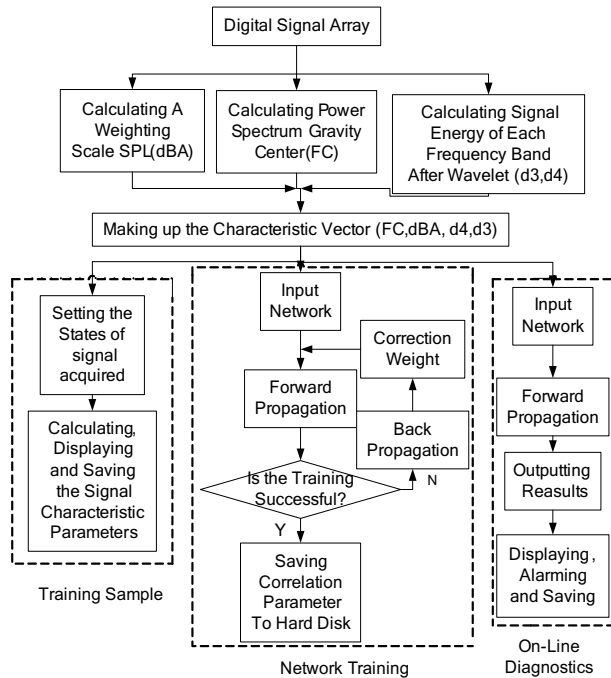 Digital Signal Array
Calculating A
Weighting
Scale SPL(dBA)
Calculating Power
Spectrum Gravity
Center(FC)
Calculating Signal
Energy of Each
Frequency Band
After Wavelet (d3,d4)
Making up the Characteristic Vector (FC,dBA, d4,d3)
Setting the
States of
signal
acquired
Calculating,
Displaying
and Saving
the Signal
Characteristic
Parameters
Training Sample
Input
Network
Forward
Propagation
Correction
Weight
Back
Propagation
Is the Training
Successful?
N
Y
Saving
Correlation
Parameter
To Hard Disk
Network Training
Input
Network
Forward
Propagation
Outputting
Reasults
Displaying,
Alarming
and Saving
On-Line
Diagnostics